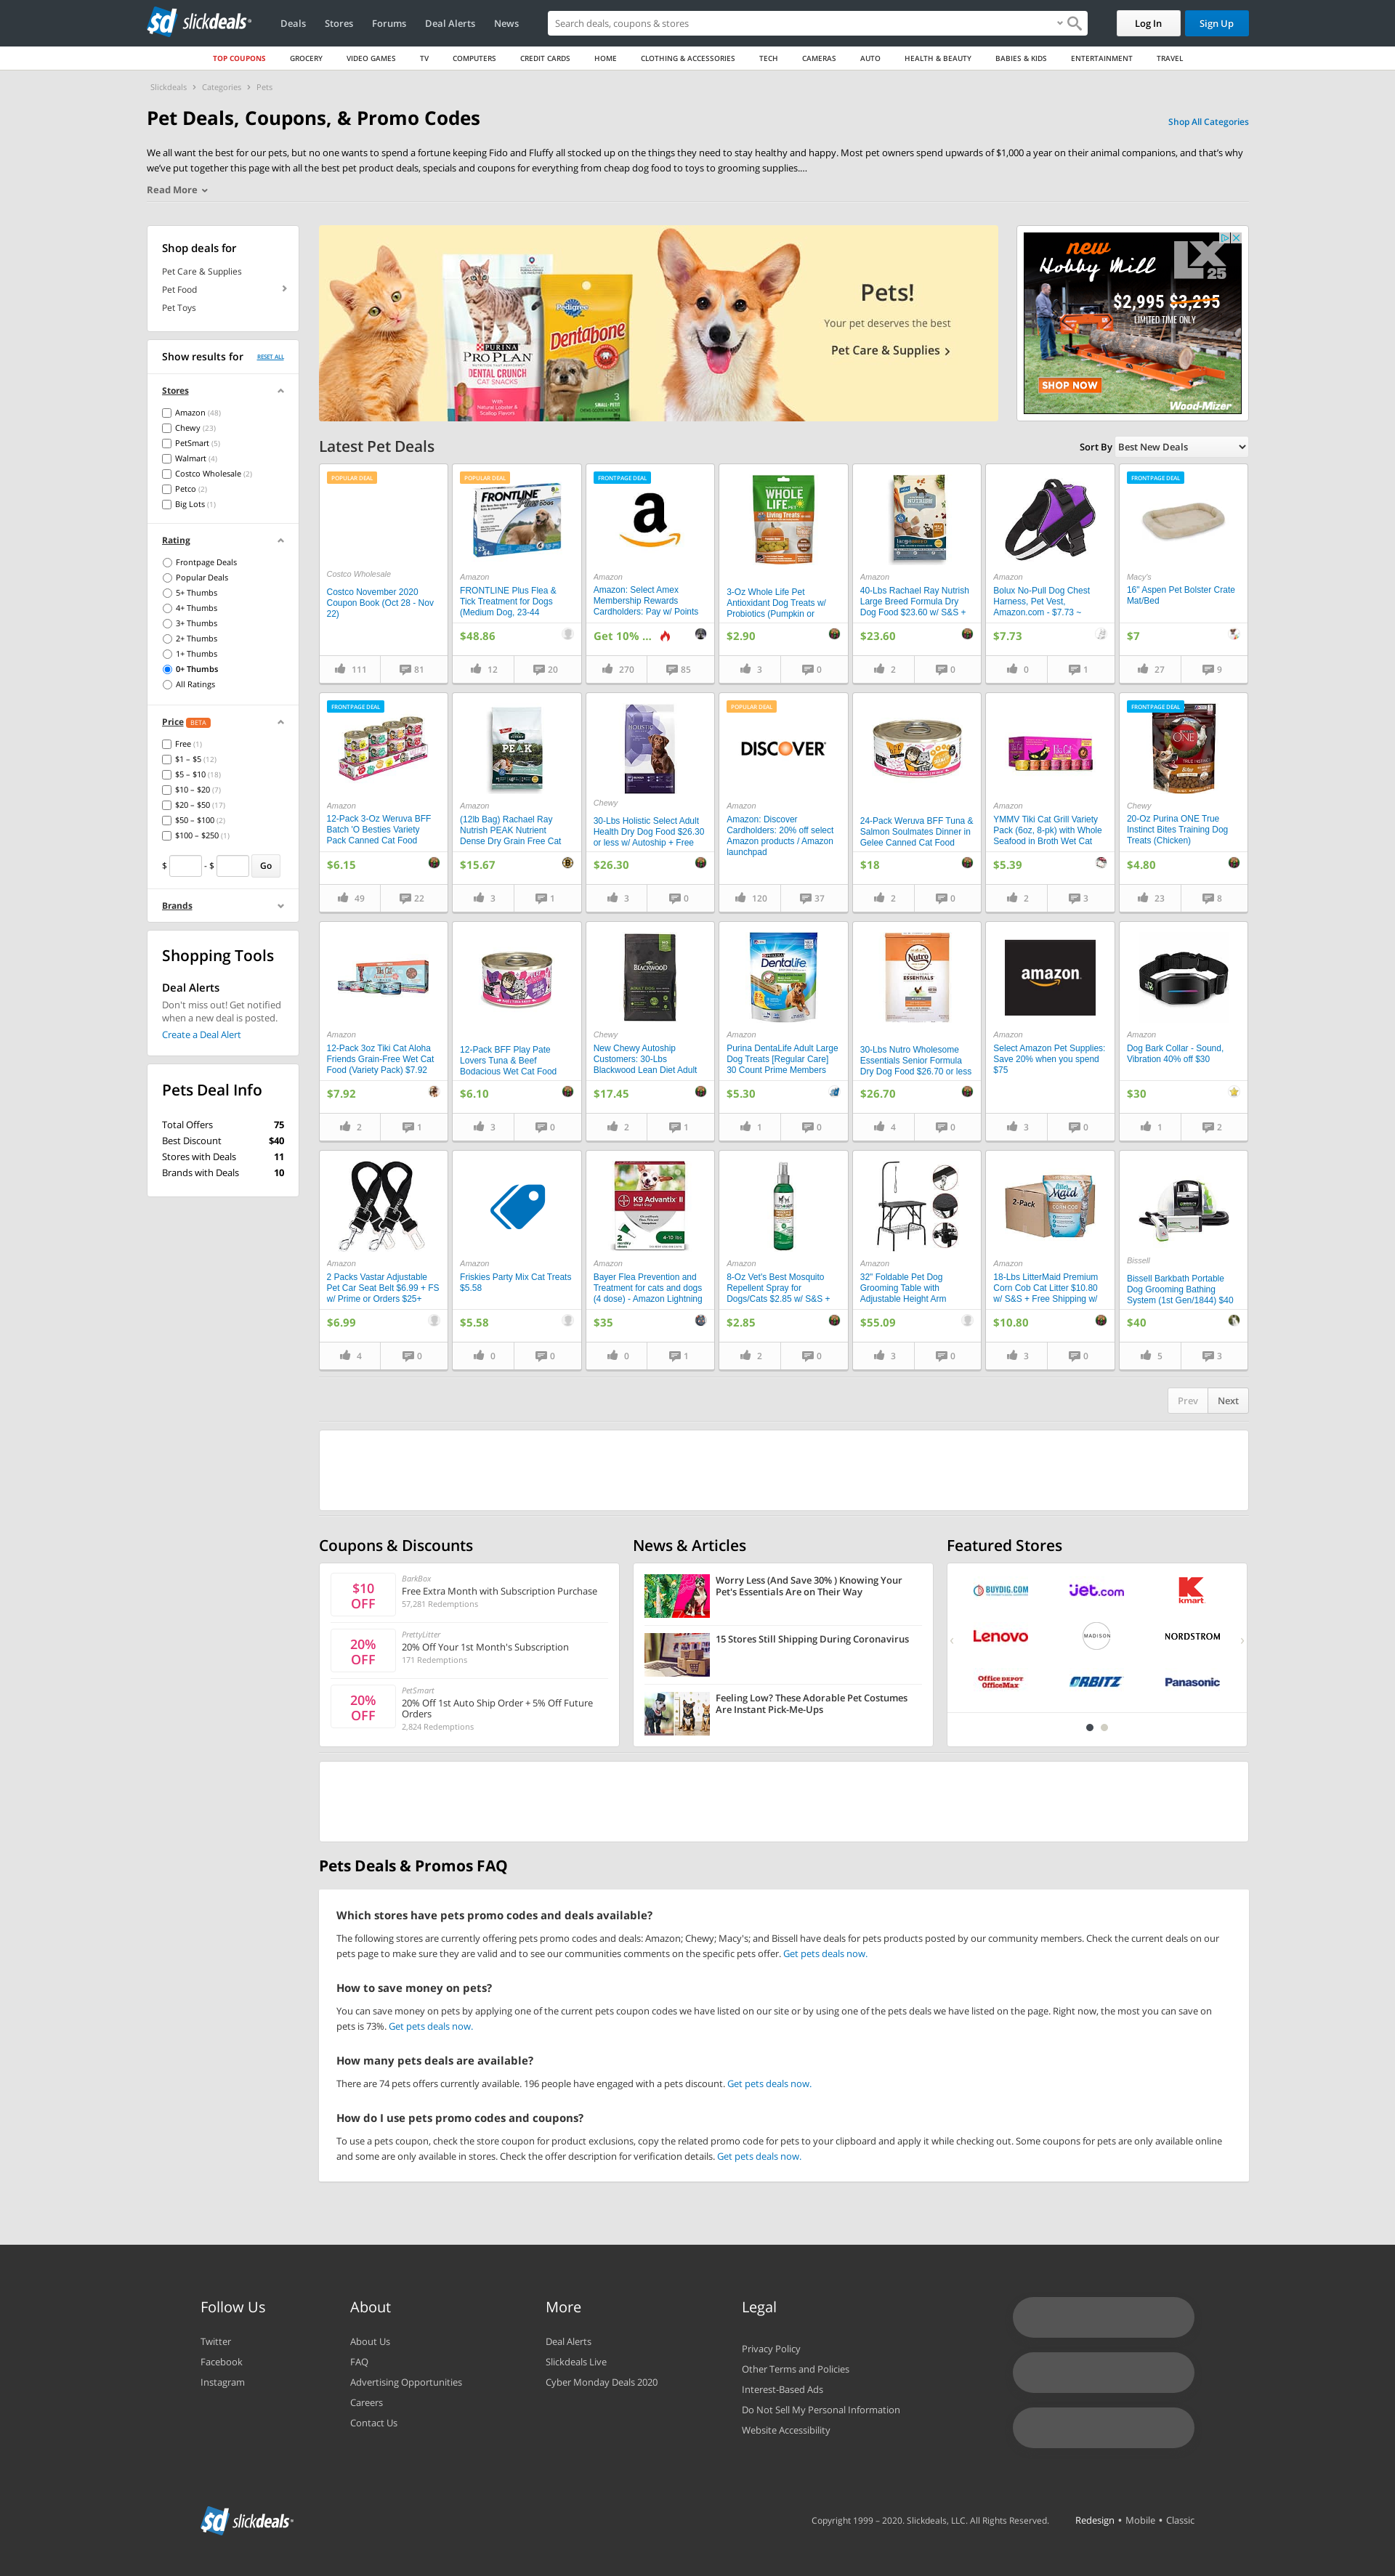 sd slickdeals
Deals Stores Forums Deal Alerts News
Search deals, coupons & stores
Log In
Sign Up
TOP COUPONS GROCERY VIDEO GAMES TV COMPUTERS CREDIT CARDS HOME CLOTHING & ACCESSORIES TECH CAMERAS AUTO HEALTH & BEAUTY BABIES & KIDS ENTERTAINMENT TRAVEL
Slickdeals › Categories › Pets
Pet Deals, Coupons, & Promo Codes
Shop All Categories
We all want the best for our pets, but no one wants to spend a fortune keeping Fido and Fluffy all stocked up on the things they need to stay healthy and happy. Most pet owners spend upwards of $1,000 a year on their animal companions, and that's why
we've put together this page with all the best pet product deals, specials and coupons for everything from cheap dog food to toys to grooming supplies....
Read More
Shop deals for
Pet Care & Supplies
Pet Food
Pet Toys
Show results for
RESET ALL
Stores
Amazon (48)
Chewy (23)
PetSmart (5)
Walmart (4)
Costco Wholesale (2)
Petco (2)
Big Lots (1)
Rating
Frontpage Deals
Popular Deals
5+ Thumbs
4+ Thumbs
3+ Thumbs
2+ Thumbs
1+ Thumbs
0+ Thumbs
All Ratings
Price BETA
Free (1)
$1 – $5 (12)
$5 – $10 (18)
$10 – $20 (7)
$20 – $50 (17)
$50 – $100 (2)
$100 – $250 (1)
$ - $ Go
Brands
Shopping Tools
Deal Alerts
Don't miss out! Get notified
when a new deal is posted.
Create a Deal Alert
Pets Deal Info
Total Offers 75
Best Discount $40
Stores with Deals 11
Brands with Deals 10
PURINA
PRO PLAN
DENTAL CRUNCH
CAT SNACKS
With
Natural Lobster &
Scallop Flavors
Pedigree
Dentabone
3
SMALL-PETIT
Pets!
Your pet deserves the best
Pet Care & Supplies ›
new
Hobby Mill
LX
25
$2,995 $3,295
LIMITED TIME ONLY
SHOP NOW
Wood-Mizer
Latest Pet Deals
Sort By Best New Deals
POPULAR DEAL
Costco Wholesale
Costco November 2020
Coupon Book (Oct 28 - Nov
22)
111 81
POPULAR DEAL
FRONTLINE
Plus
Amazon
FRONTLINE Plus Flea &
Tick Treatment for Dogs
(Medium Dog, 23-44
$48.86
12 20
FRONTPAGE DEAL
a
Amazon
Amazon: Select Amex
Membership Rewards
Cardholders: Pay w/ Points
Get 10% ...
270 85
WHOLE
LIFE PET
Living Treats
3-Oz Whole Life Pet
Antioxidant Dog Treats w/
Probiotics (Pumpkin or
$2.90
3 0
NUTRISH
Amazon
40-Lbs Rachael Ray Nutrish
Large Breed Formula Dry
Dog Food $23.60 w/ S&S +
$23.60
2 0
Amazon
Bolux No-Pull Dog Chest
Harness, Pet Vest,
Amazon.com - $7.73 ~
$7.73
0 1
FRONTPAGE DEAL
Macy's
16" Aspen Pet Bolster Crate
Mat/Bed
$7
27 9
FRONTPAGE DEAL
Amazon
12-Pack 3-Oz Weruva BFF
Batch 'O Besties Variety
Pack Canned Cat Food
$6.15
49 22
PEAK
Amazon
(12lb Bag) Rachael Ray
Nutrish PEAK Nutrient
Dense Dry Grain Free Cat
$15.67
3 1
HOLISTIC
Chewy
30-Lbs Holistic Select Adult
Health Dry Dog Food $26.30
or less w/ Autoship + Free
$26.30
3 0
POPULAR DEAL
DISCOVER
Amazon
Amazon: Discover
Cardholders: 20% off select
Amazon products / Amazon
launchpad
120 37
24-Pack Weruva BFF Tuna &
Salmon Soulmates Dinner in
Gelee Canned Cat Food
$18
2 0
Amazon
YMMV Tiki Cat Grill Variety
Pack (6oz, 8-pk) with Whole
Seafood in Broth Wet Cat
$5.39
2 3
FRONTPAGE DEAL
ONE
Chewy
20-Oz Purina ONE True
Instinct Bites Training Dog
Treats (Chicken)
$4.80
23 8
Amazon
12-Pack 3oz Tiki Cat Aloha
Friends Grain-Free Wet Cat
Food (Variety Pack) $7.92
$7.92
2 1
12-Pack BFF Play Pate
Lovers Tuna & Beef
Bodacious Wet Cat Food
$6.10
3 0
BLACKWOOD
Chewy
New Chewy Autoship
Customers: 30-Lbs
Blackwood Lean Diet Adult
$17.45
2 1
DentaLife
Amazon
Purina DentaLife Adult Large
Dog Treats [Regular Care]
30 Count Prime Members
$5.30
1 0
Nutro
ESSENTIALS
30-Lbs Nutro Wholesome
Essentials Senior Formula
Dry Dog Food $26.70 or less
$26.70
4 0
amazon
Amazon
Select Amazon Pet Supplies:
Save 20% when you spend
$75
3 0
Amazon
Dog Bark Collar - Sound,
Vibration 40% off $30
$30
1 2
Amazon
2 Packs Vastar Adjustable
Pet Car Seat Belt $6.99 + FS
w/ Prime or Orders $25+
$6.99
4 0
Amazon
Friskies Party Mix Cat Treats
$5.58
$5.58
0 0
K9 Advantix II
2
4-10 lbs
Amazon
Bayer Flea Prevention and
Treatment for cats and dogs
(4 dose) - Amazon Lightning
$35
0 1
Amazon
8-Oz Vet's Best Mosquito
Repellent Spray for
Dogs/Cats $2.85 w/ S&S +
$2.85
2 0
Amazon
32" Foldable Pet Dog
Grooming Table with
Adjustable Height Arm
$55.09
3 0
2-Pack
Maid
CORN COB
Amazon
18-Lbs LitterMaid Premium
Corn Cob Cat Litter $10.80
w/ S&S + Free Shipping w/
$10.80
3 0
Bissell
Bissell Barkbath Portable
Dog Grooming Bathing
System (1st Gen/1844) $40
$40
5 3
Prev Next
Coupons & Discounts
$10
OFF
BarkBox
Free Extra Month with Subscription Purchase
57,281 Redemptions
20%
OFF
PrettyLitter
20% Off Your 1st Month's Subscription
171 Redemptions
20%
OFF
PetSmart
20% Off 1st Auto Ship Order + 5% Off Future
Orders
2,824 Redemptions
News & Articles
Worry Less (And Save 30% ) Knowing Your
Pet's Essentials Are on Their Way
15 Stores Still Shipping During Coronavirus
Feeling Low? These Adorable Pet Costumes
Are Instant Pick-Me-Ups
Featured Stores
BUYDIG.COM jet.com K kmart
Lenovo MADISON NORDSTROM
Office DEPOT OfficeMax ORBITZ Panasonic
Pets Deals & Promos FAQ
Which stores have pets promo codes and deals available?
The following stores are currently offering pets promo codes and deals: Amazon; Chewy; Macy's; and Bissell have deals for pets products posted by our community members. Check the current deals on our
pets page to make sure they are valid and to see our communities comments on the specific pets offer. Get pets deals now.
How to save money on pets?
You can save money on pets by applying one of the current pets coupon codes we have listed on our site or by using one of the pets deals we have listed on the page. Right now, the most you can save on
pets is 73%. Get pets deals now.
How many pets deals are available?
There are 74 pets offers currently available. 196 people have engaged with a pets discount. Get pets deals now.
How do I use pets promo codes and coupons?
To use a pets coupon, check the store coupon for product exclusions, copy the related promo code for pets to your clipboard and apply it while checking out. Some coupons for pets are only available online
and some are only available in stores. Check the offer description for verification details. Get pets deals now.
Follow Us
Twitter
Facebook
Instagram
About
About Us
FAQ
Advertising Opportunities
Careers
Contact Us
More
Deal Alerts
Slickdeals Live
Cyber Monday Deals 2020
Legal
Privacy Policy
Other Terms and Policies
Interest-Based Ads
Do Not Sell My Personal Information
Website Accessibility
sd slickdeals
Copyright 1999 – 2020. Slickdeals, LLC. All Rights Reserved.
Redesign • Mobile • Classic